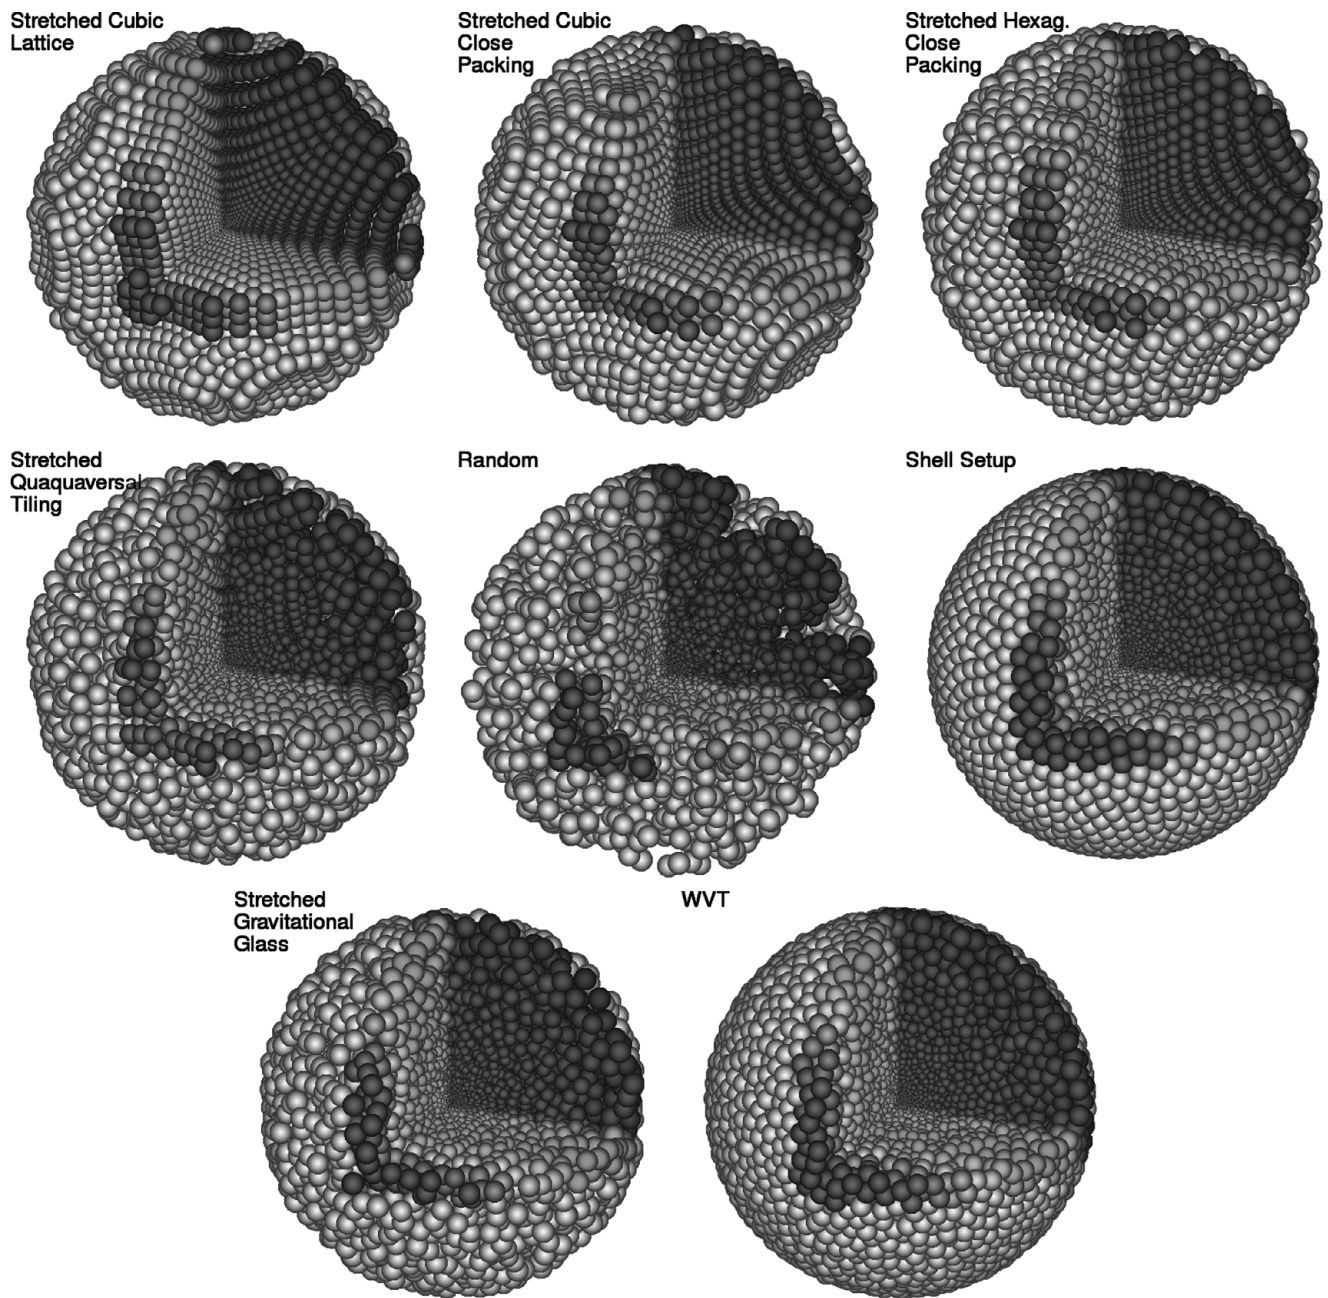 Stretched Cubic
Lattice
Stretched Cubic
Close
Packing
Stretched Hexag.
Close
Packing
Stretched
Quaquaversal
Tiling
Random
Shell Setup
Stretched
Gravitational
Glass
WVT